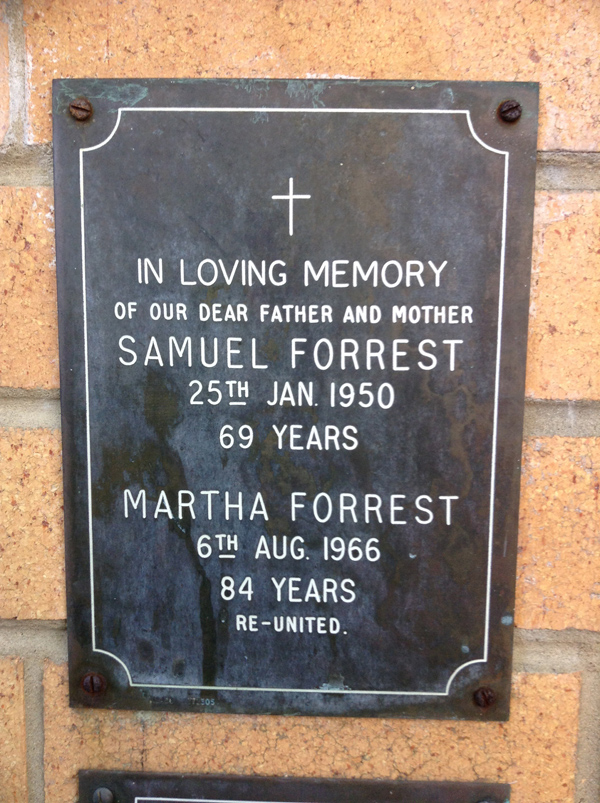 IN LOVING MEMORY
OF OUR DEAR FATHER AND MOTHER
SAMUEL FORREST
25TH JAN. 1950
69 YEARS
MARTHA FORREST
6TH AUG. 1966
84 YEARS
RE-UNITED.